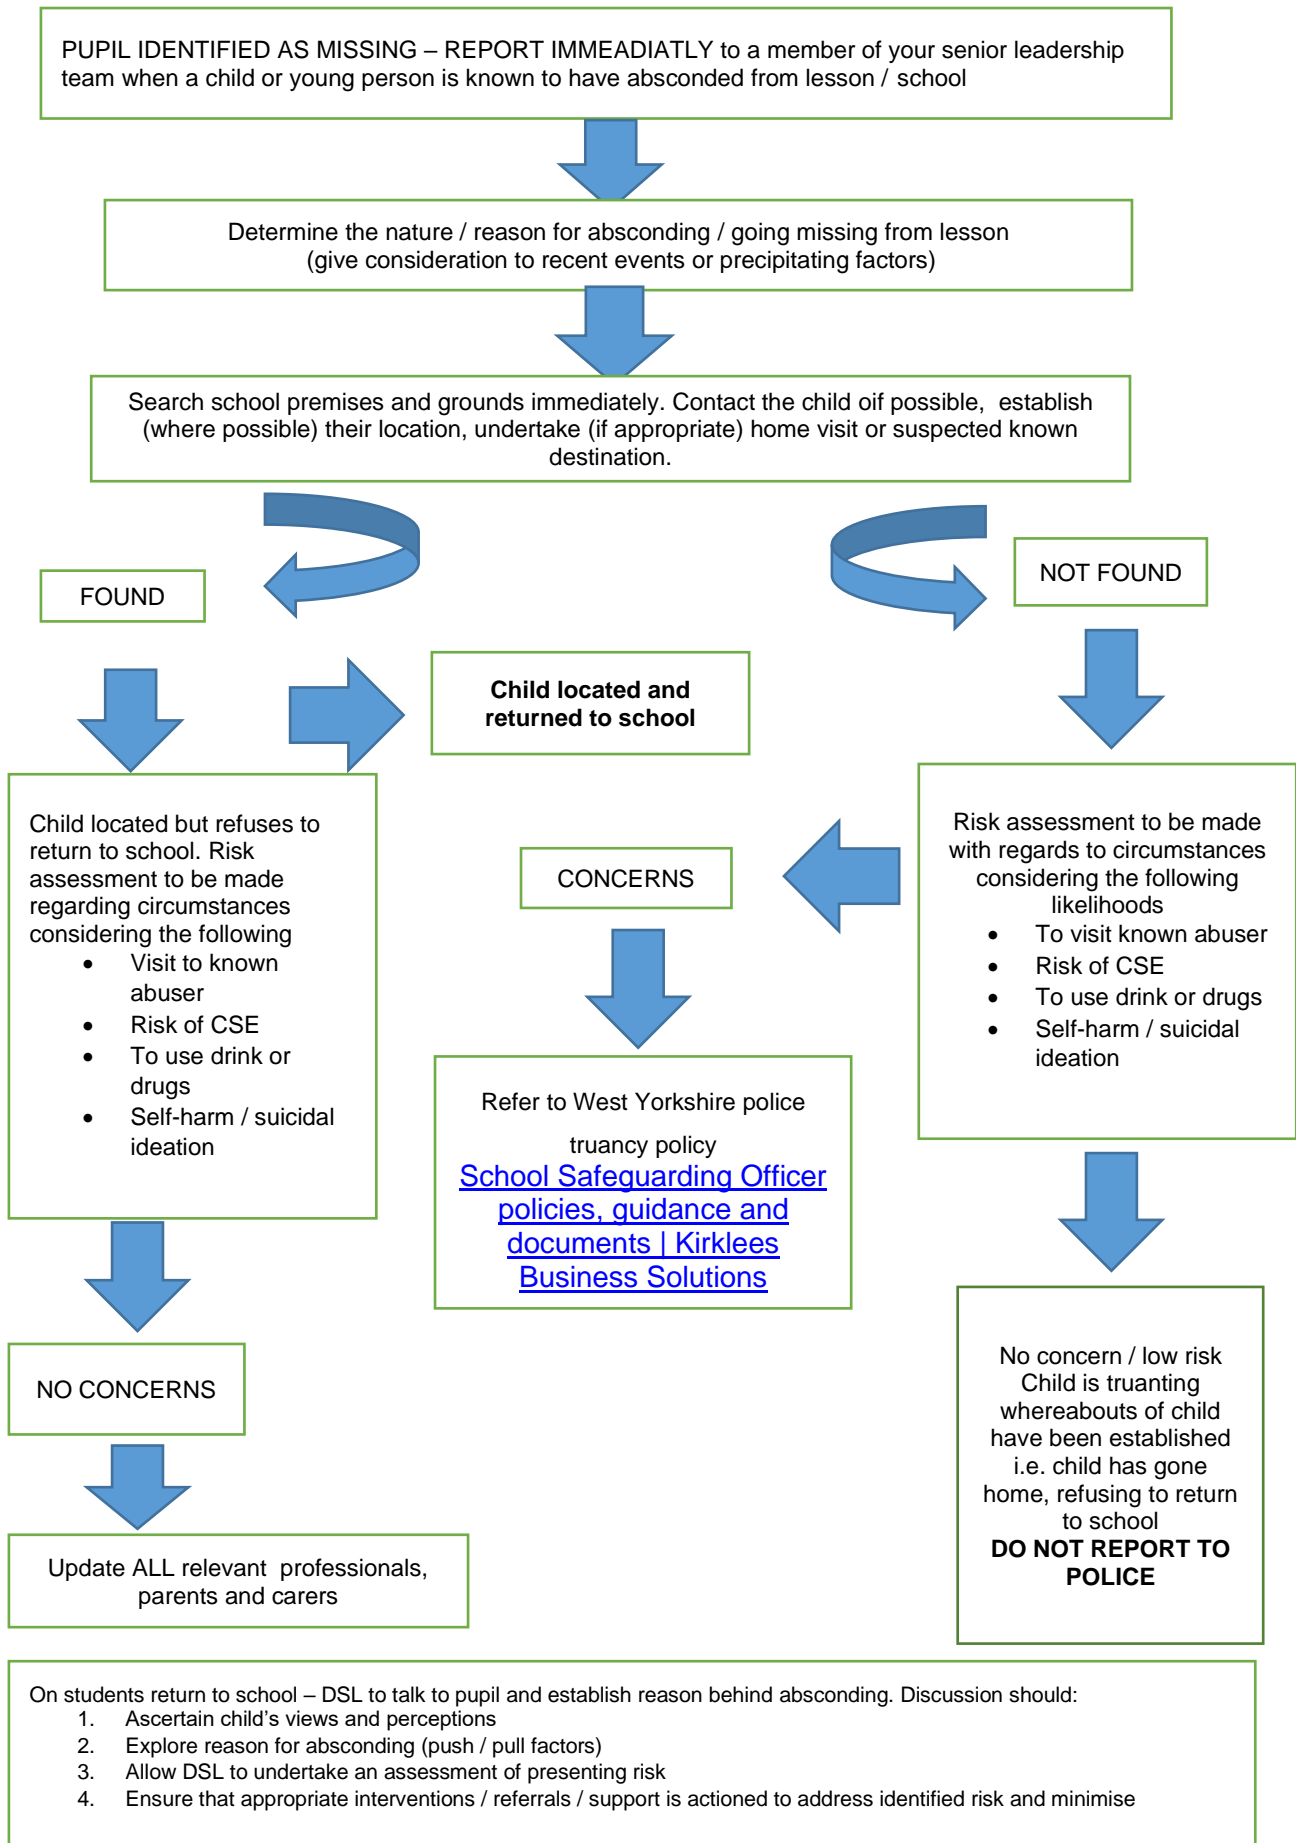 PUPIL IDENTIFIED AS MISSING – REPORT IMMEADIATLY to a member of your senior leadership
team when a child or young person is known to have absconded from lesson / school
Determine the nature / reason for absconding / going missing from lesson
(give consideration to recent events or precipitating factors)
Search school premises and grounds immediately. Contact the child oif possible, establish
(where possible) their location, undertake (if appropriate) home visit or suspected known
destination.
FOUND
NOT FOUND
Child located and
returned to school
Child located but refuses to
return to school. Risk
assessment to be made
regarding circumstances
considering the following
• Visit to known
abuser
• Risk of CSE
• To use drink or
drugs
• Self-harm / suicidal
ideation
CONCERNS
Risk assessment to be made
with regards to circumstances
considering the following
likelihoods
• To visit known abuser
• Risk of CSE
• To use drink or drugs
• Self-harm / suicidal
ideation
Refer to West Yorkshire police
truancy policy
School Safeguarding Officer
policies, guidance and
documents | Kirklees
Business Solutions
NO CONCERNS
No concern / low risk
Child is truanting
whereabouts of child
have been established
i.e. child has gone
home, refusing to return
to school
DO NOT REPORT TO
POLICE
Update ALL relevant professionals,
parents and carers
On students return to school – DSL to talk to pupil and establish reason behind absconding. Discussion should:
1. Ascertain child's views and perceptions
2. Explore reason for absconding (push / pull factors)
3. Allow DSL to undertake an assessment of presenting risk
4. Ensure that appropriate interventions / referrals / support is actioned to address identified risk and minimise